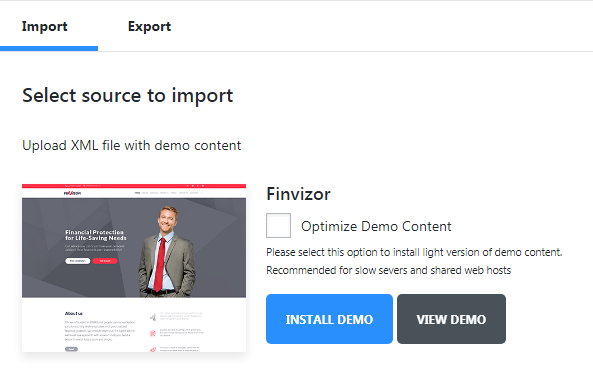 Import Export
Select source to import
Upload XML file with demo content
Financial Protection
for Life-Saving Needs
About us
Finvizor
Optimize Demo Content
Please select this option to install light version of demo content.
Recommended for slow severs and shared web hosts
INSTALL DEMO VIEW DEMO